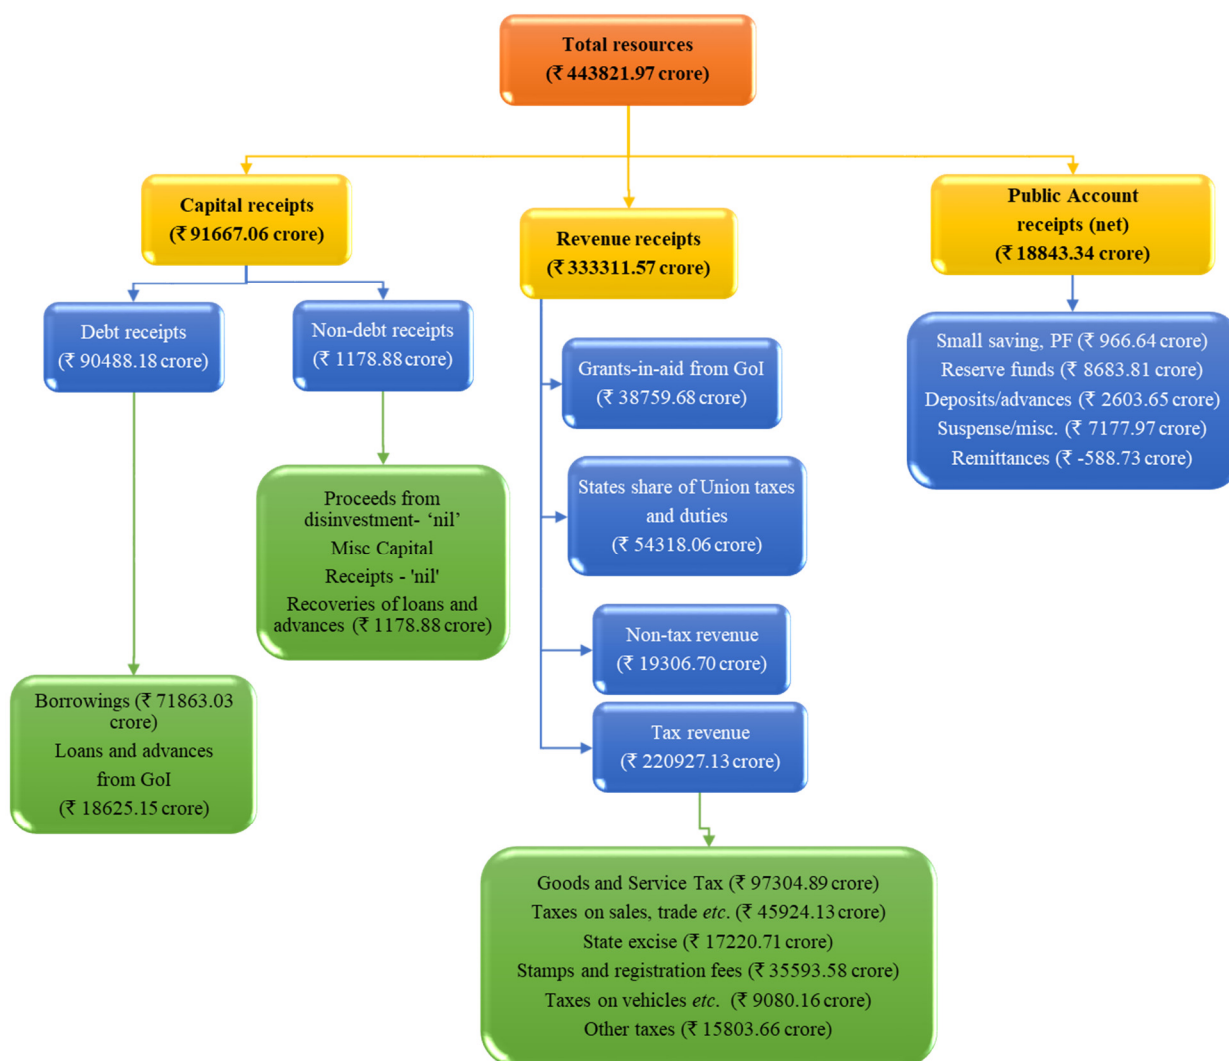 Total resources
(₹ 443821.97 crore)
Capital receipts
(₹ 91667.06 crore)
Revenue receipts
(₹ 333311.57 crore)
Public Account
receipts (net)
(₹ 18843.34 crore)
Debt receipts
(₹ 90488.18 crore)
Non-debt receipts
(₹ 1178.88 crore)
Grants-in-aid from GoI
(₹ 38759.68 crore)
Small saving, PF (₹ 966.64 crore)
Reserve funds (₹ 8683.81 crore)
Deposits/advances (₹ 2603.65 crore)
Suspense/misc. (₹ 7177.97 crore)
Remittances (₹ -588.73 crore)
Proceeds from
disinvestment- ‘nil’
Misc Capital
Receipts - 'nil'
Recoveries of loans and
advances (₹ 1178.88 crore)
States share of Union taxes
and duties
(₹ 54318.06 crore)
Non-tax revenue
(₹ 19306.70 crore)
Borrowings (₹ 71863.03
crore)
Loans and advances
from GoI
(₹ 18625.15 crore)
Tax revenue
(₹ 220927.13 crore)
Goods and Service Tax (₹ 97304.89 crore)
Taxes on sales, trade etc. (₹ 45924.13 crore)
State excise (₹ 17220.71 crore)
Stamps and registration fees (₹ 35593.58 crore)
Taxes on vehicles etc. (₹ 9080.16 crore)
Other taxes (₹ 15803.66 crore)